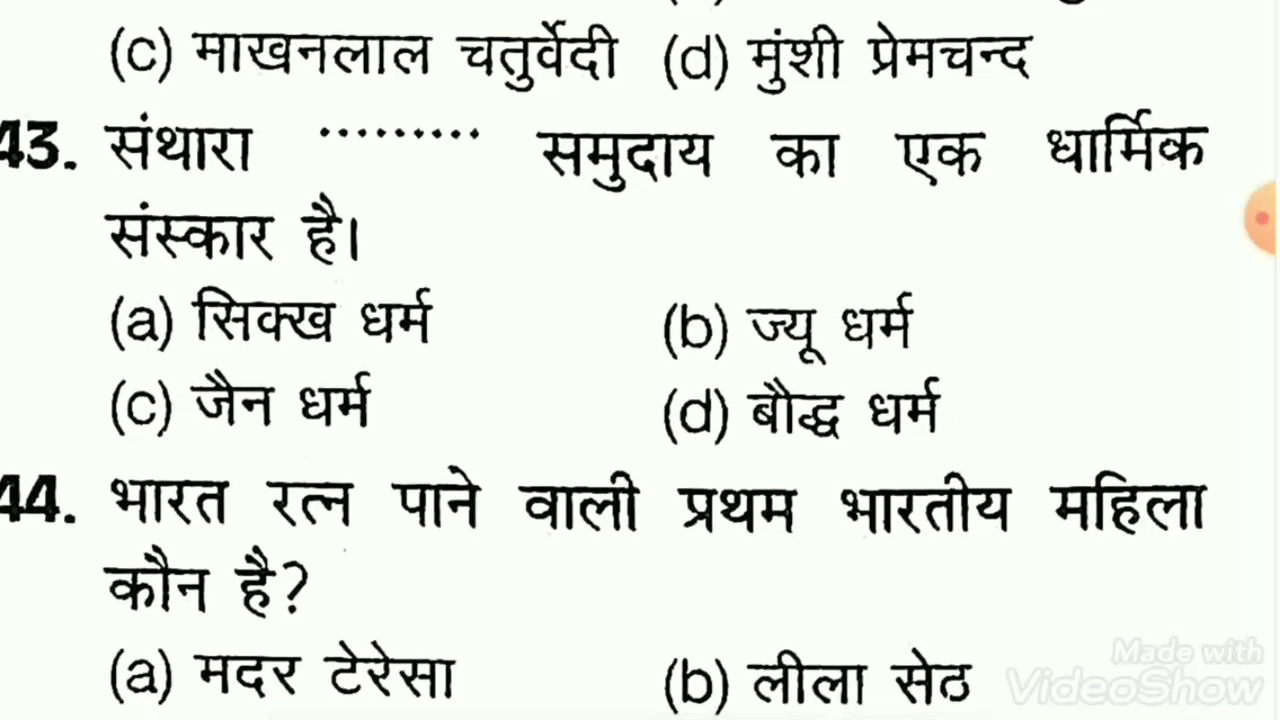 (c) माखनलाल चतुर्वेदी (d) मुंशी प्रेमचन्द
43. संथारा ········· समुदाय का एक धार्मिक
संस्कार है।
(a) सिक्ख धर्म (b) ज्यू धर्म
(c) जैन धर्म (d) बौद्ध धर्म
44. भारत रत्न पाने वाली प्रथम भारतीय महिला
कौन है?
(a) मदर टेरेसा (b) लीला सेठ
Made with
VideoShow